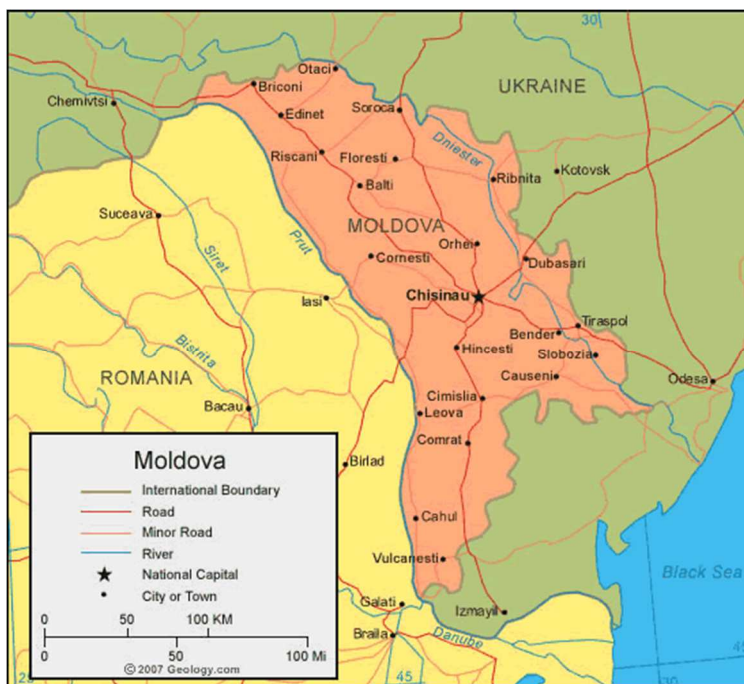 30
Otaci
UKRAINE
Briconi
Chernivtsi
Soroca
Edinet
Dniester
Riscani
Floresti
Kotovsk
Ribnita
Balti
Suceava
MOLDOVA
Orhei
Siret
Prut
Cornesti
Dubasari
Chisinau
Iasi
Tiraspol
Bender
Bistrita
Hincesti
Slobozia
ROMANIA
Causeni
Odesa
Cimislia
Bacau
Leova
Comrat
Birlad
Cahul
Vulcanesti
Black Sea
Galati
Izmayil
Braila
Danube
Moldova
International Boundary
Road
Minor Road
River
National Capital
City or Town
0 50 100 KM
0 50 100 Mi
© 2007 Geology.com
25
45
30
45